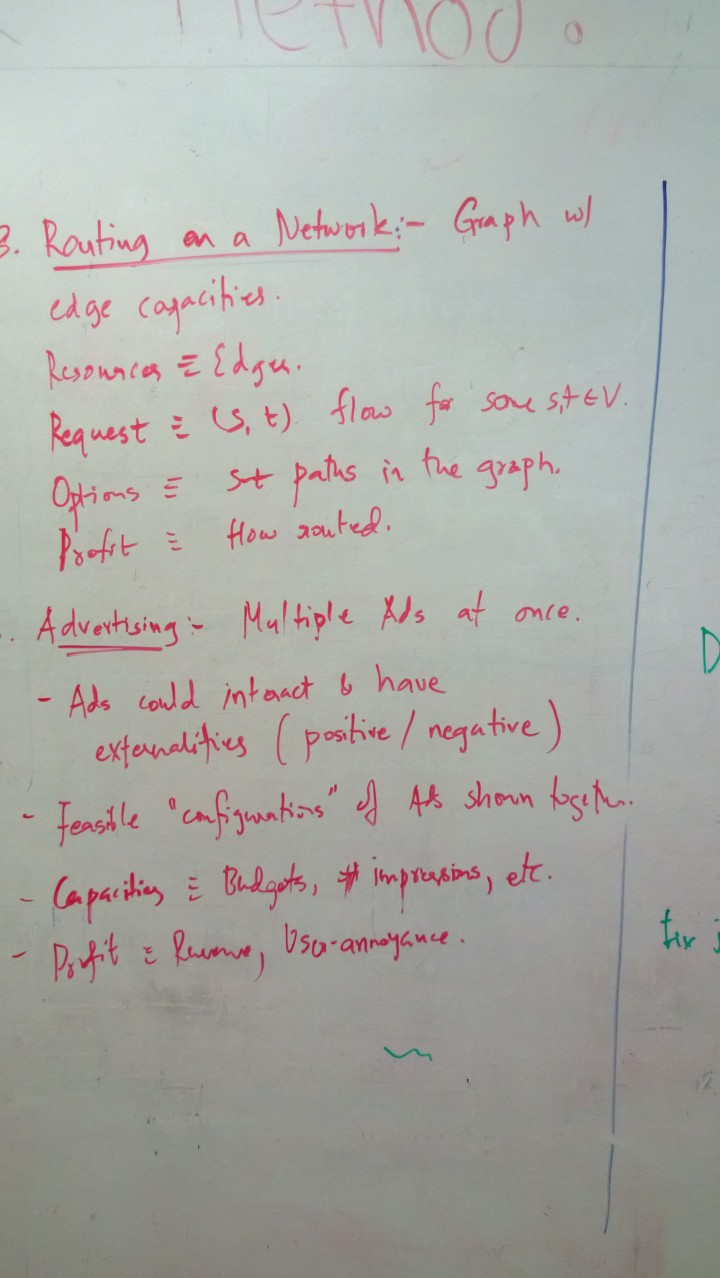 Method.
3. Routing on a Network:- Graph w/
edge capacities.
Resources ≡ Edges.
Request ≡ (s, t) flow for some s,t ∈ V.
Options ≡ s-t paths in the graph.
Profit ≡ flow routed.
. Advertising:- Multiple Ads at once.
- Ads could interact & have
externalities (positive / negative)
- Feasible "configurations" of Ads shown together.
- Capacities ≡ Budgets, # impressions, etc.
- Profit ≡ Revenue, User-annoyance.
D
fix